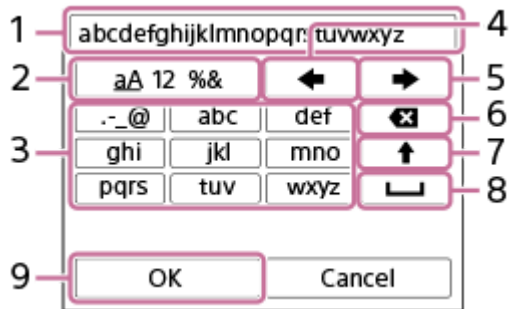 4
1 abcdefghijklmnopqrstuvwxyz
2 aA 12 %& 5
.-_@ abc def 6
3 ghi jkl mno 7
pqrs tuv wxyz 8
9 OK Cancel